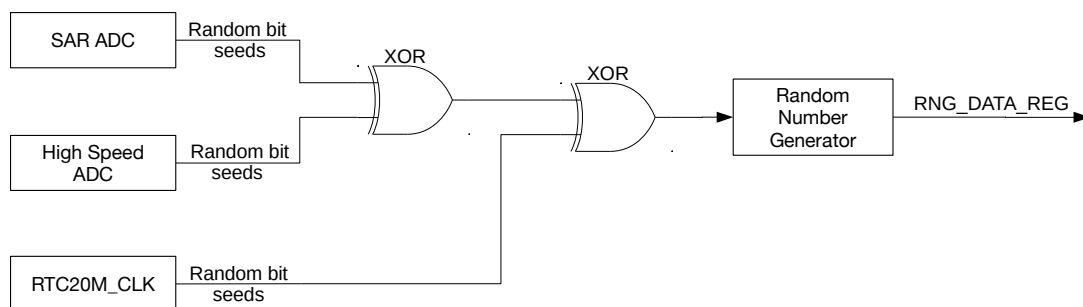 SAR ADC
Random bit
seeds
XOR
XOR
Random
Number
Generator
RNG_DATA_REG
High Speed
ADC
Random bit
seeds
RTC20M_CLK
Random bit
seeds